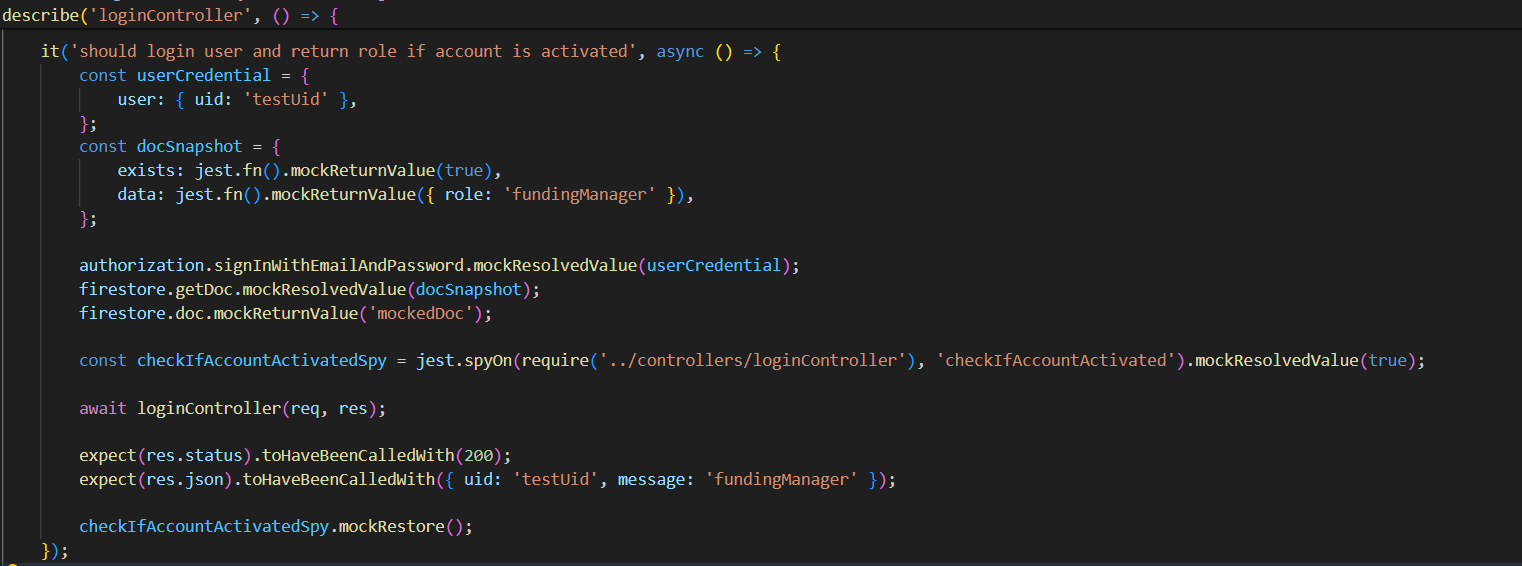 describe('loginController', () => {
it('should login user and return role if account is activated', async () => {
const userCredential = {
user: { uid: 'testUid' },
};
const docSnapshot = {
exists: jest.fn().mockReturnValue(true),
data: jest.fn().mockReturnValue({ role: 'fundingManager' }),
};
authorization.signInWithEmailAndPassword.mockResolvedValue(userCredential);
firestore.getDoc.mockResolvedValue(docSnapshot);
firestore.doc.mockReturnValue('mockedDoc');
const checkIfAccountActivatedSpy = jest.spyOn(require('../controllers/loginController'), 'checkIfAccountActivated').mockResolvedValue(true);
await loginController(req, res);
expect(res.status).toHaveBeenCalledWith(200);
expect(res.json).toHaveBeenCalledWith({ uid: 'testUid', message: 'fundingManager' });
checkIfAccountActivatedSpy.mockRestore();
});